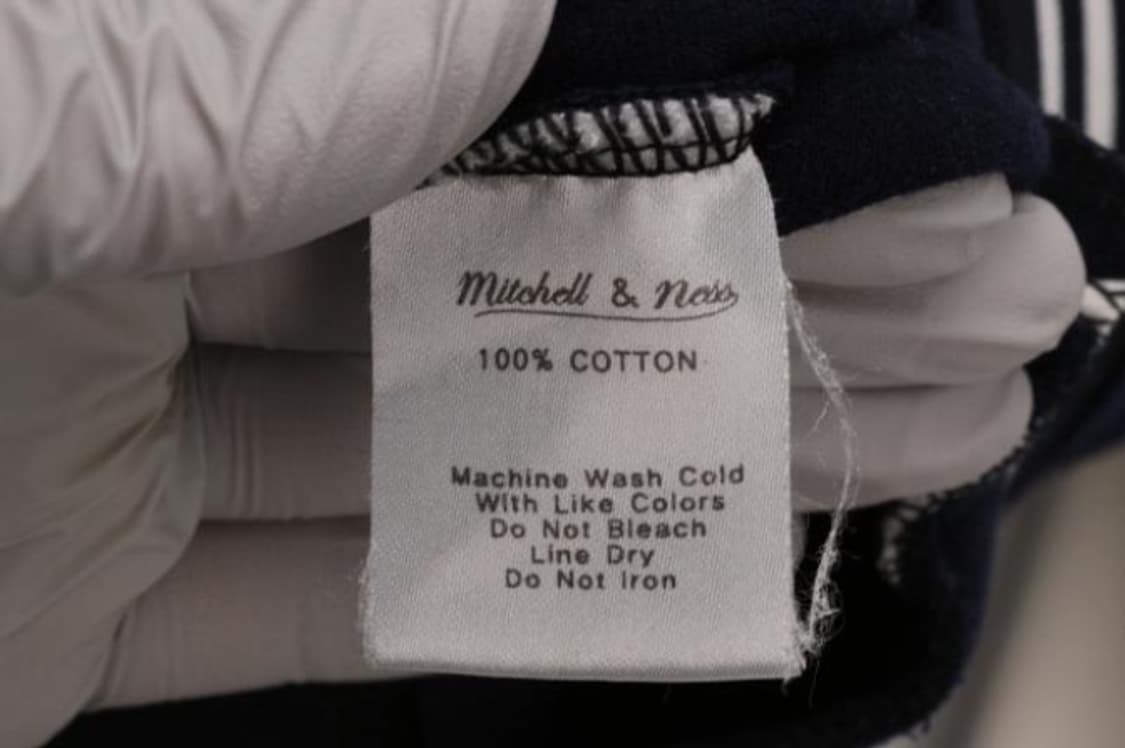 Mitchell & Ness
100% COTTON
Machine Wash Cold
With Like Colors
Do Not Bleach
Line Dry
Do Not Iron